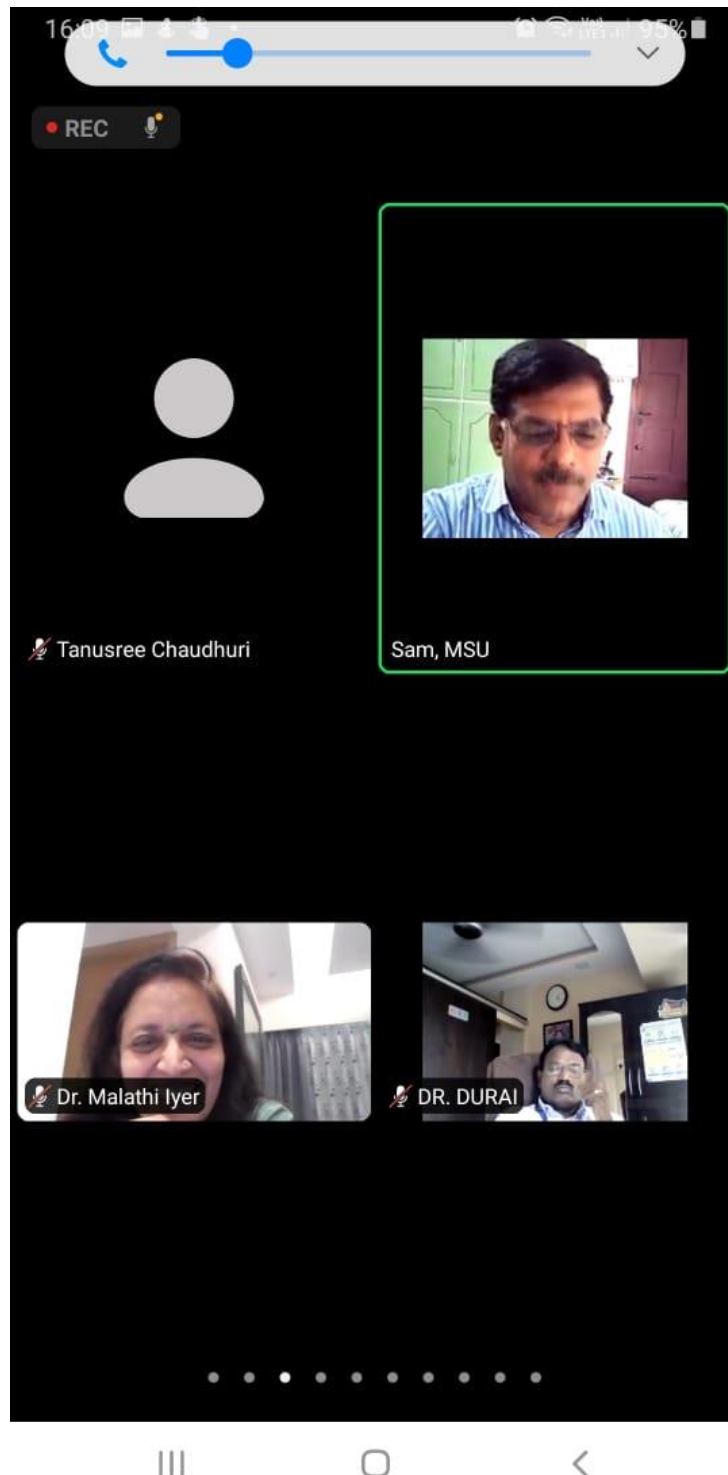 16:09
95%
REC
Tanusree Chaudhuri
Sam, MSU
Dr. Malathi Iyer
DR. DURAI